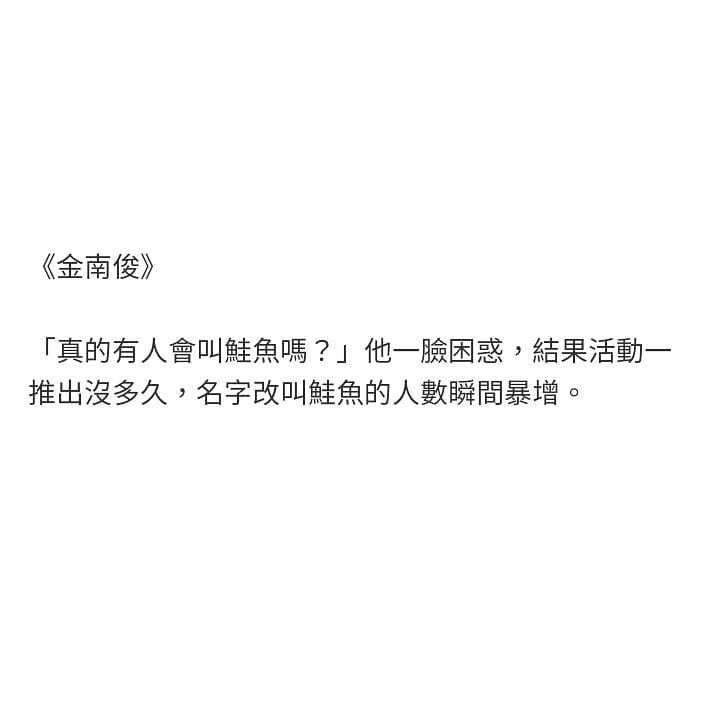 《金南俊》
「真的有人會叫鮭魚嗎？」他一臉困惑，結果活動一
推出沒多久，名字改叫鮭魚的人數瞬間暴增。